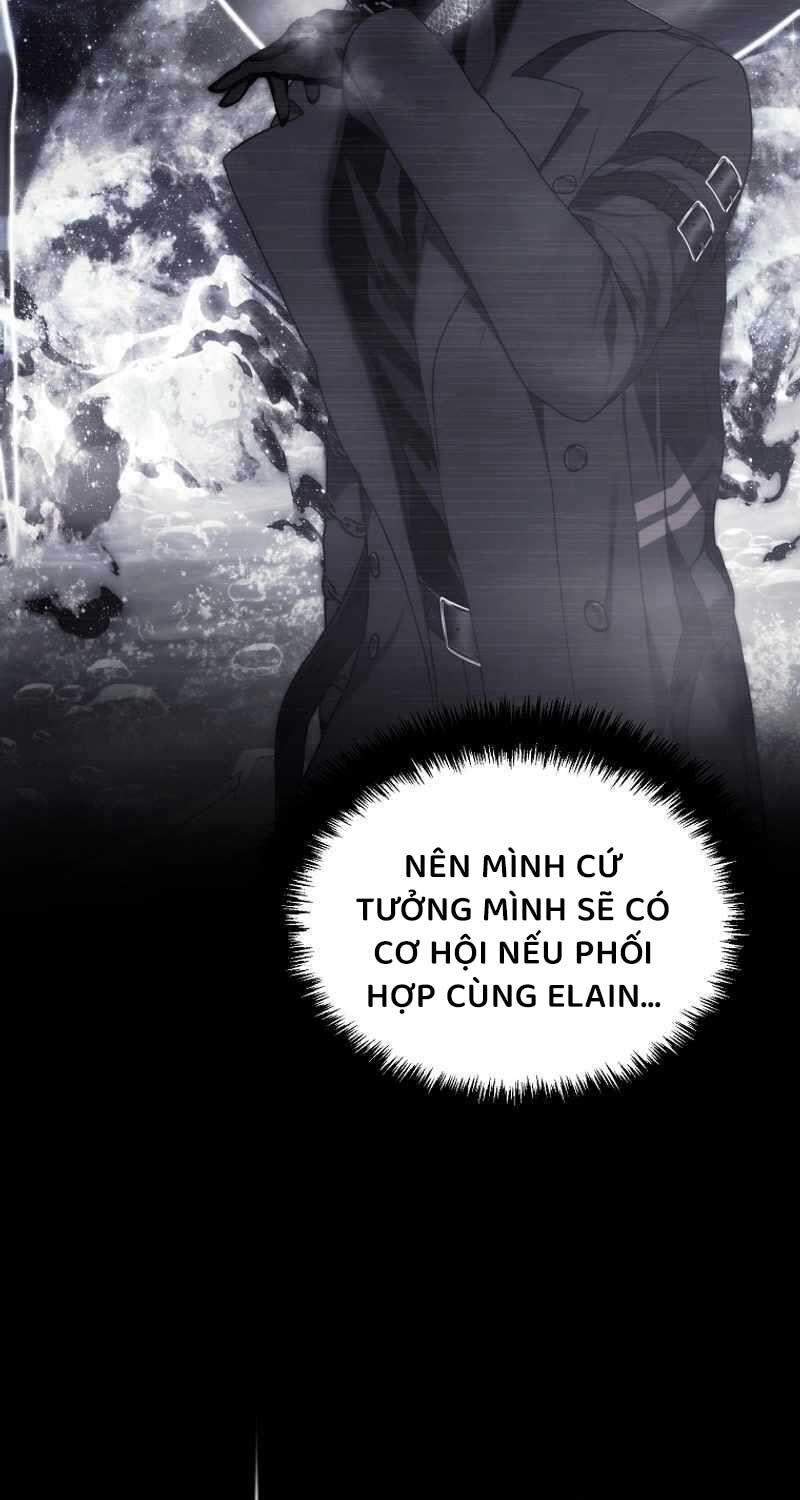 NÊN MÌNH CỨ
TƯỞNG MÌNH SẼ CÓ
CƠ HỘI NẾU PHỐI
HỢP CÙNG ELAIN...